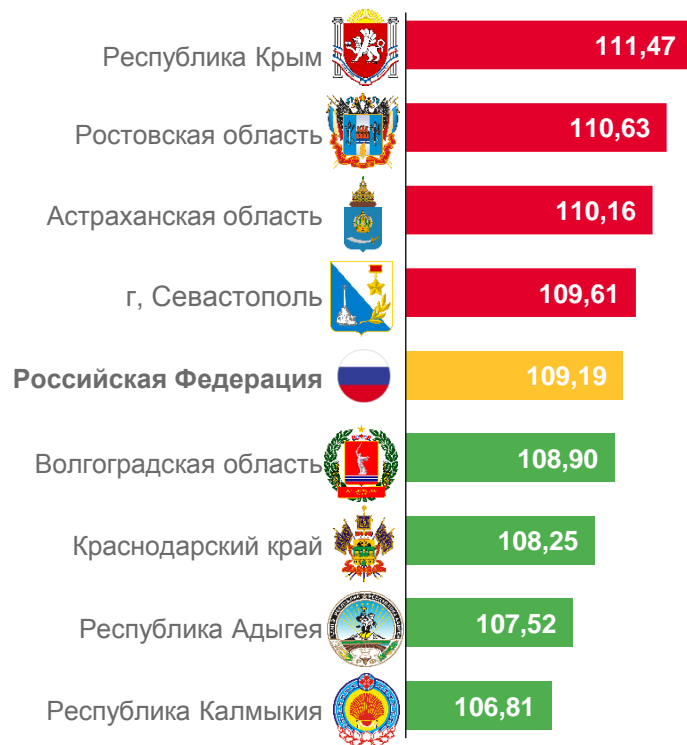 Республика Крым 111,47
Ростовская область 110,63
Астраханская область 110,16
г, Севастополь 109,61
Российская Федерация 109,19
Волгоградская область 108,90
Краснодарский край 108,25
Республика Адыгея 107,52
Республика Калмыкия 106,81